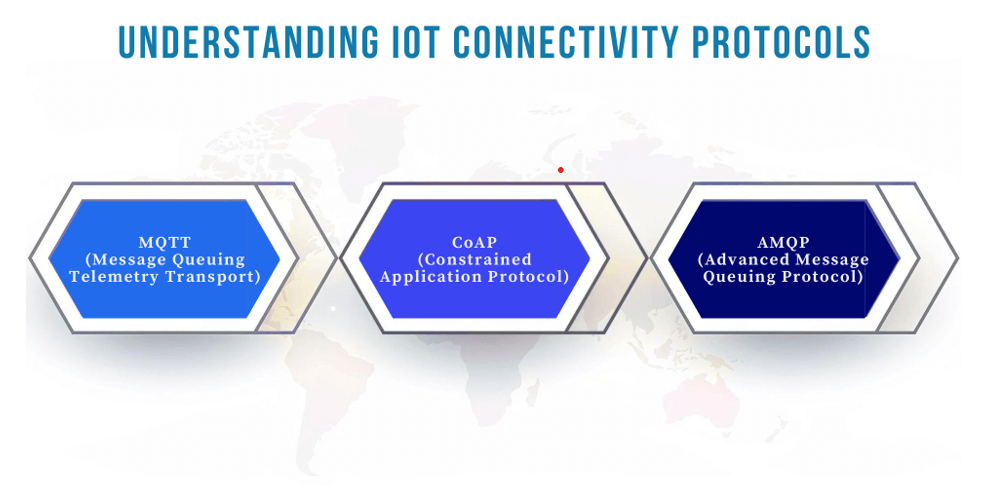 UNDERSTANDING IOT CONNECTIVITY PROTOCOLS
MQTT
(Message Queuing
Telemetry Transport)
CoAP
(Constrained
Application Protocol)
AMQP
(Advanced Message
Queuing Protocol)